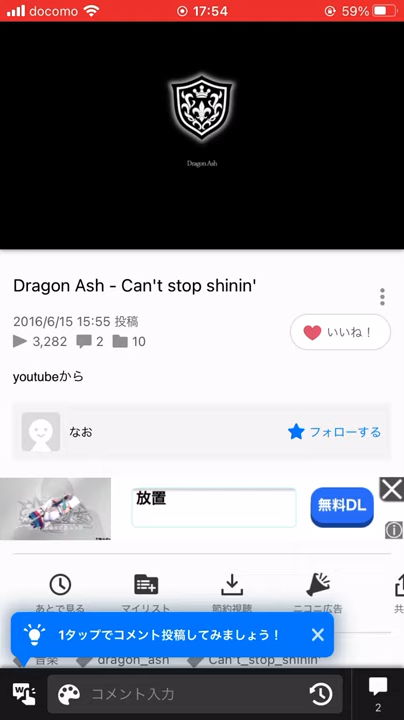 docomo 17:54 59%
Dragon Ash
Dragon Ash - Can't stop shinin'
2016/6/15 15:55 投稿
いいね！
3,282 2 10
youtubeから
なお
フォローする
放置
無料DL
あとで見る マイリスト 節約視聴 ニコニ広告 共
1タップでコメント投稿してみましょう！
音楽 dragon_ash Can't_stop_shinin'
コメント入力
2